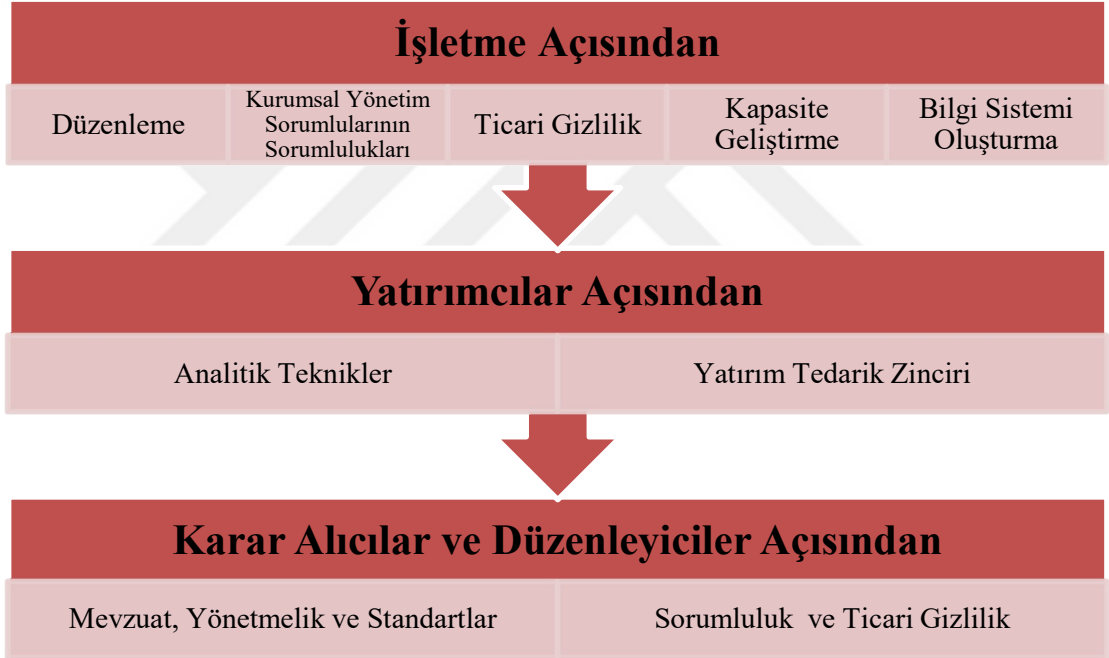 İşletme Açısından
Düzenleme
Kurumsal Yönetim
Sorumlularının
Sorumlulukları
Ticari Gizlilik
Kapasite
Geliştirme
Bilgi Sistemi
Oluşturma
Yatırımcılar Açısından
Analitik Teknikler
Yatırım Tedarik Zinciri
Karar Alıcılar ve Düzenleyiciler Açısından
Mevzuat, Yönetmelik ve Standartlar
Sorumluluk ve Ticari Gizlilik